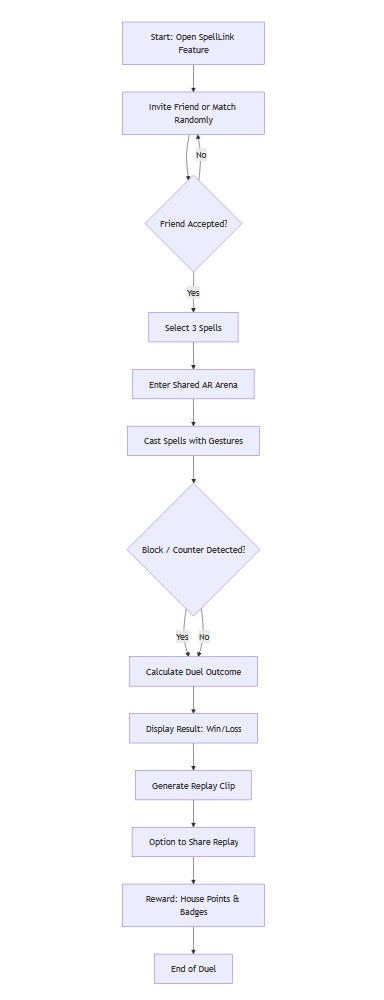 Start: Open SpellLink
Feature
Invite Friend or Match
Randomly
No
Friend Accepted?
Yes
Select 3 Spells
Enter Shared AR Arena
Cast Spells with Gestures
Block / Counter Detected?
Yes
No
Calculate Duel Outcome
Display Result: Win/Loss
Generate Replay Clip
Option to Share Replay
Reward: House Points &
Badges
End of Duel